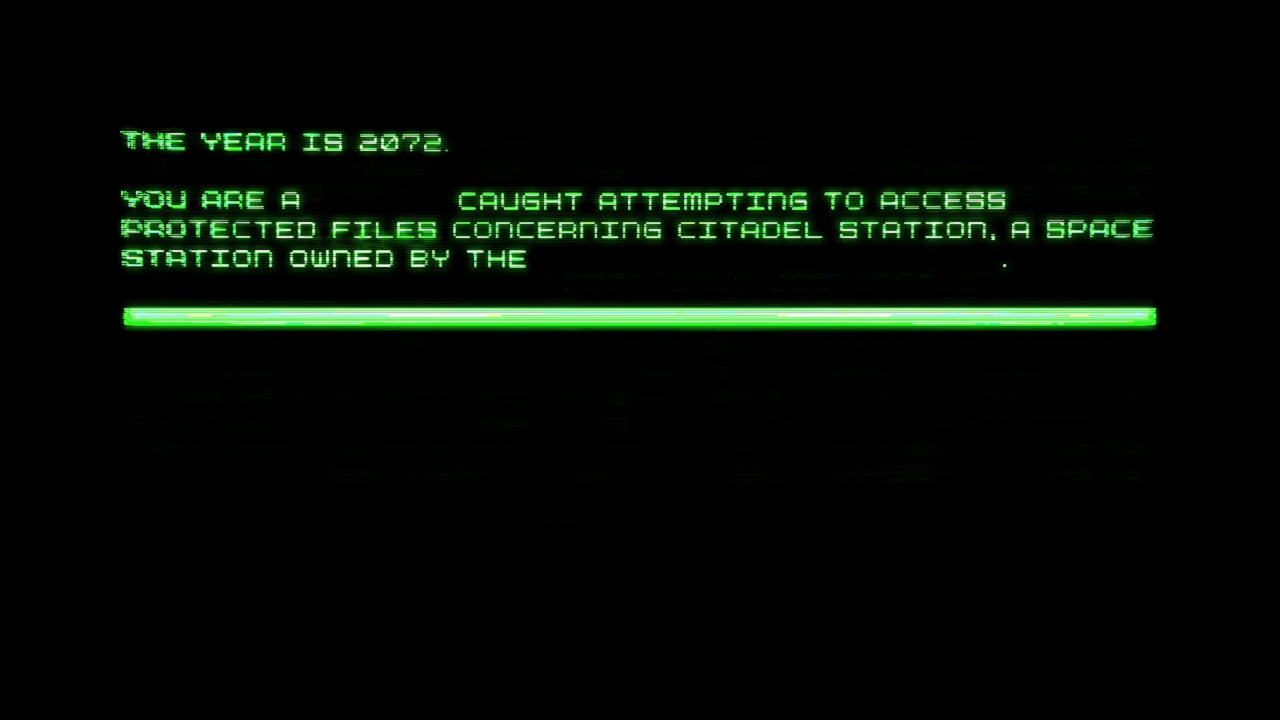 THE YEAR IS 2072.
YOU ARE A CAUGHT ATTEMPTING TO ACCESS
PROTECTED FILES CONCERNING CITADEL STATION, A SPACE
STATION OWNED BY THE .